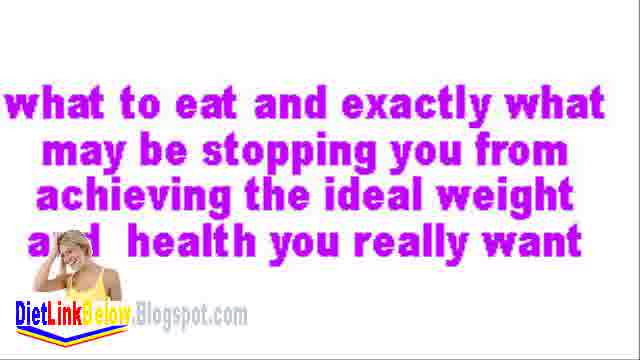 what to eat and exactly what
may be stopping you from
achieving the ideal weight
and health you really want
DietLinkBelow.Blogspot.com